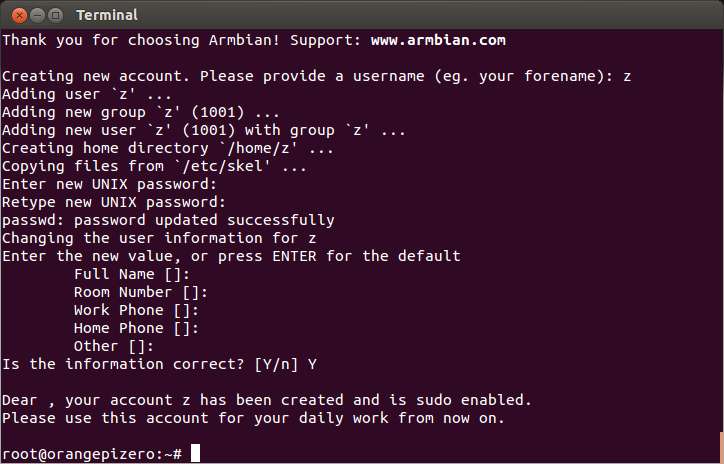 Terminal
Thank you for choosing Armbian! Support: www.armbian.com
Creating new account. Please provide a username (eg. your forename): z
Adding user `z' ...
Adding new group `z' (1001) ...
Adding new user `z' (1001) with group `z' ...
Creating home directory `/home/z' ...
Copying files from `/etc/skel' ...
Enter new UNIX password:
Retype new UNIX password:
passwd: password updated successfully
Changing the user information for z
Enter the new value, or press ENTER for the default
Full Name []:
Room Number []:
Work Phone []:
Home Phone []:
Other []:
Is the information correct? [Y/n] Y
Dear , your account z has been created and is sudo enabled.
Please use this account for your daily work from now on.
root@orangepizero:~#